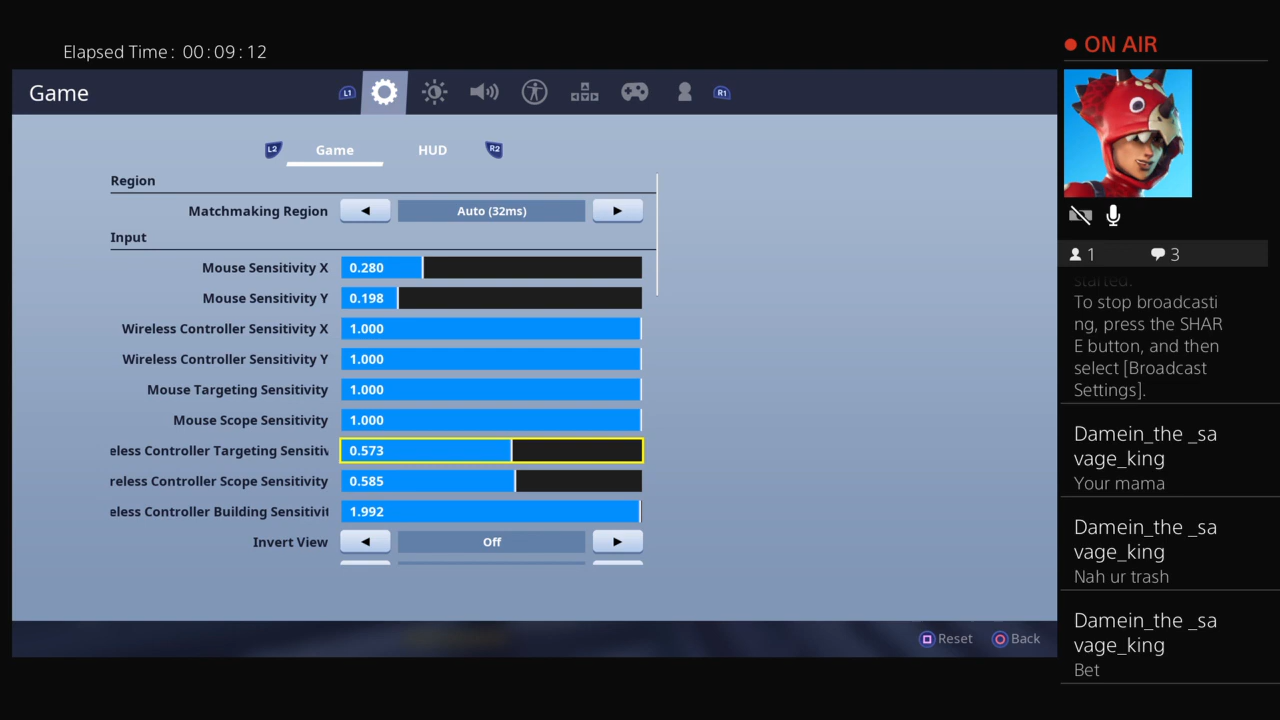 Elapsed Time: 00:09:12
ON AIR
Game
L1
R1
L2
Game
HUD
R2
Region
Matchmaking Region
Auto (32ms)
Input
Mouse Sensitivity X
0.280
Mouse Sensitivity Y
0.198
Wireless Controller Sensitivity X
1.000
Wireless Controller Sensitivity Y
1.000
Mouse Targeting Sensitivity
1.000
Mouse Scope Sensitivity
1.000
eless Controller Targeting Sensitiv
0.573
reless Controller Scope Sensitivity
0.585
eless Controller Building Sensitivit
1.992
Invert View
Off
Reset
Back
1
3
started.
To stop broadcasti
ng, press the SHAR
E button, and then
select [Broadcast
Settings].
Damein_the _sa
vage_king
Your mama
Damein_the _sa
vage_king
Nah ur trash
Damein_the _sa
vage_king
Bet